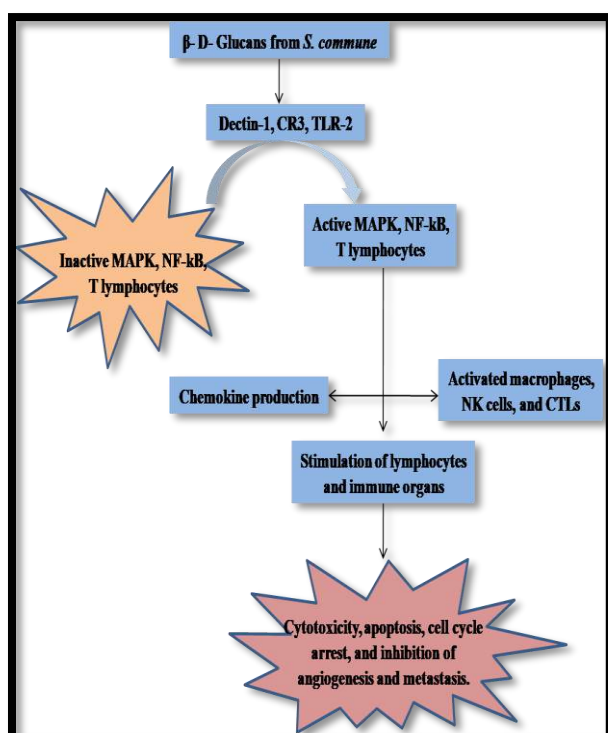 β- D- Glucans from S. commune
Dectin-1, CR3, TLR-2
Inactive MAPK, NF-kB,
T lymphocytes
Active MAPK, NF-kB,
T lymphocytes
Chemokine production
Activated macrophages,
NK cells, and CTLs
Stimulation of lymphocytes
and immune organs
Cytotoxicity, apoptosis, cell cycle
arrest, and inhibition of
angiogenesis and metastasis.